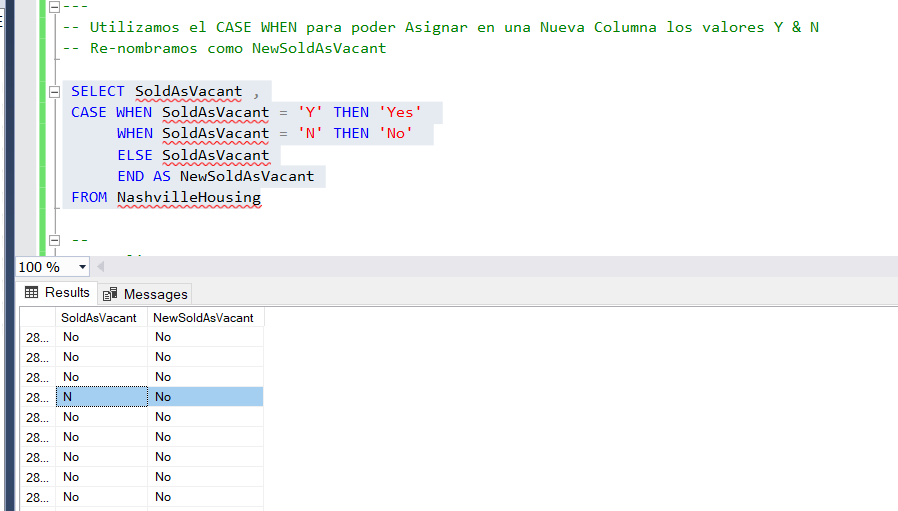 ---
-- Utilizamos el CASE WHEN para poder Asignar en una Nueva Columna los valores Y & N
-- Re-nombramos como NewSoldAsVacant
SELECT SoldAsVacant ,
CASE WHEN SoldAsVacant = 'Y' THEN 'Yes'
WHEN SoldAsVacant = 'N' THEN 'No'
ELSE SoldAsVacant
END AS NewSoldAsVacant
FROM NashvilleHousing
--
100 %
Results Messages
SoldAsVacant NewSoldAsVacant
28... No No
28... No No
28... No No
28... N No
28... No No
28... No No
28... No No
28... No No
28... No No